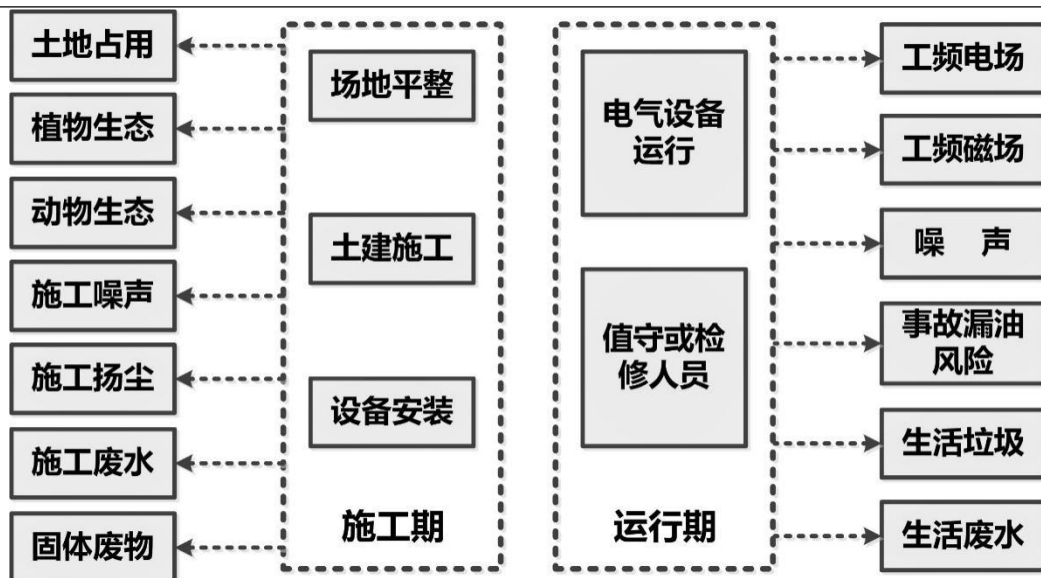 土地占用
植物生态
动物生态
施工噪声
施工扬尘
施工废水
固体废物
场地平整
土建施工
设备安装
施工期
电气设备
运行
值守或检
修人员
运行期
工频电场
工频磁场
噪 声
事故漏油
风险
生活垃圾
生活废水